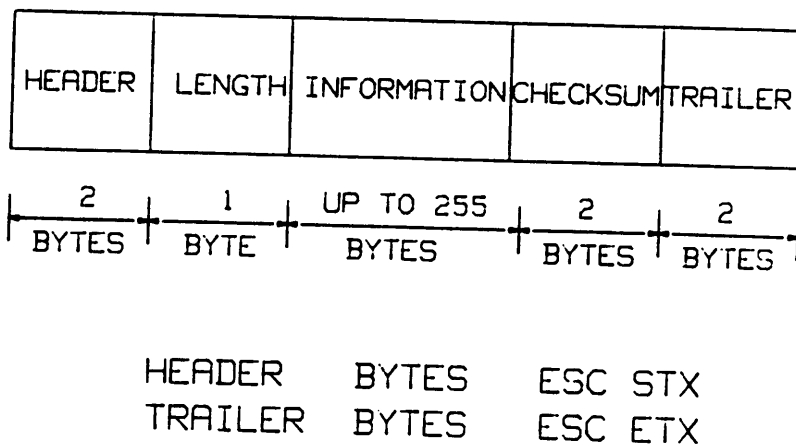 HEADER LENGTH INFORMATION CHECKSUM TRAILER
2 1 UP TO 255 2 2
BYTES BYTE BYTES BYTES BYTES
HEADER BYTES ESC STX
TRAILER BYTES ESC ETX